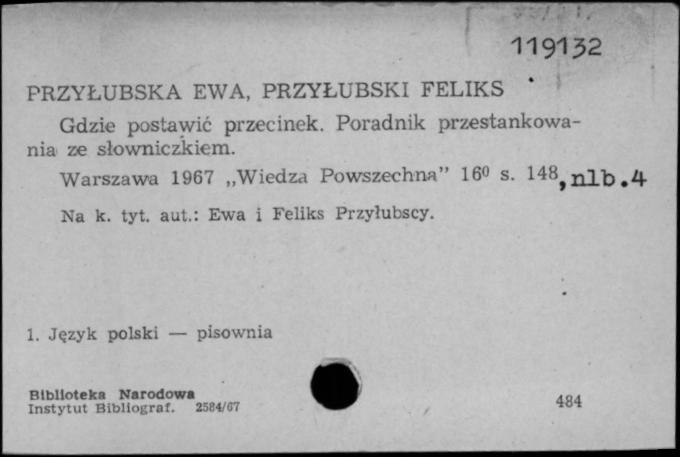 119132
PRZYŁUBSKA EWA, PRZYŁUBSKI FELIKS
Gdzie postawić przecinek. Poradnik przestankowa-
nia ze słowniczkiem.
Warszawa 1967 „Wiedza Powszechna” 16⁰ s. 148, nlb.4
Na k. tyt. aut.: Ewa i Feliks Przyłubscy.
1. Język polski — pisownia
Biblioteka Narodowa
Instytut Bibliograf. 2584/67
484